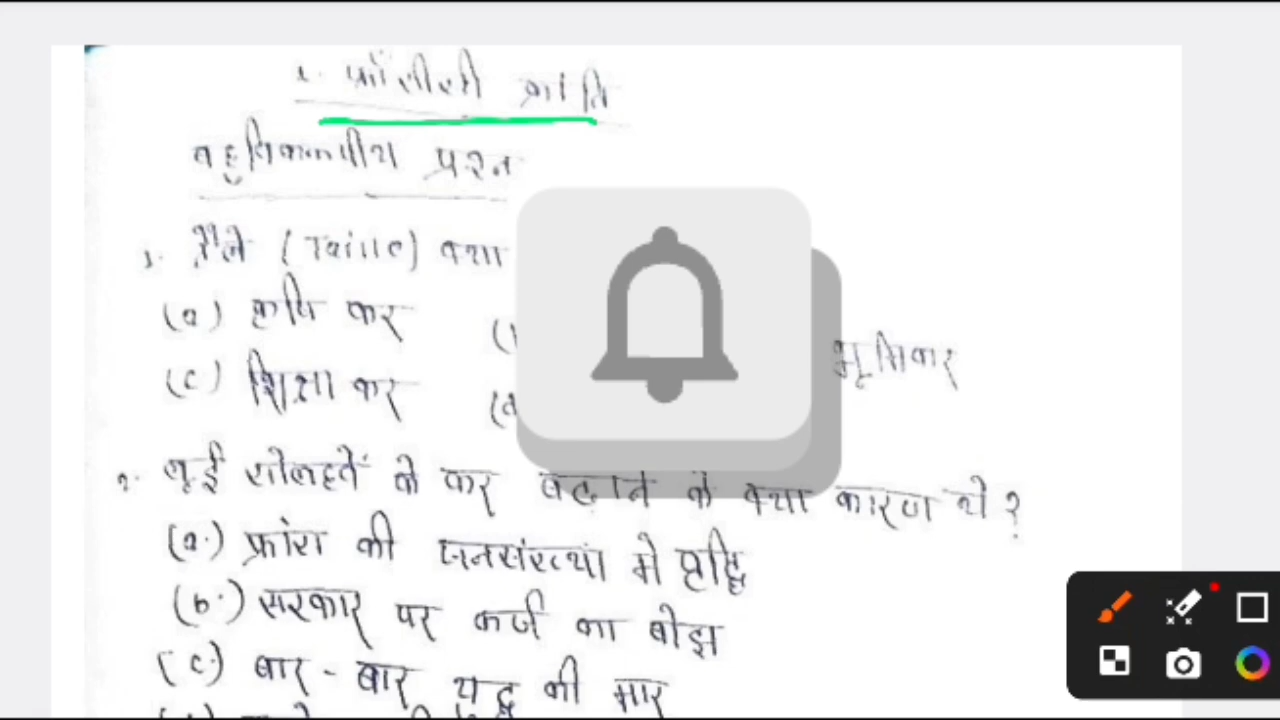 1. फ्रांसीसी क्रांति
बहुविकल्पीय प्रश्न
1. टैले (Taille) क्या
(a) कृषि कर
भूमिकर
(c) शिक्षा कर
2. लूई सोलहवें के कर बढ़ाने के क्या कारण थे?
(a.) फ्रांस की जनसंख्या में वृद्धि
(b.) सरकार पर कर्ज का बोझ
(c.) बार-बार युद्ध की मार